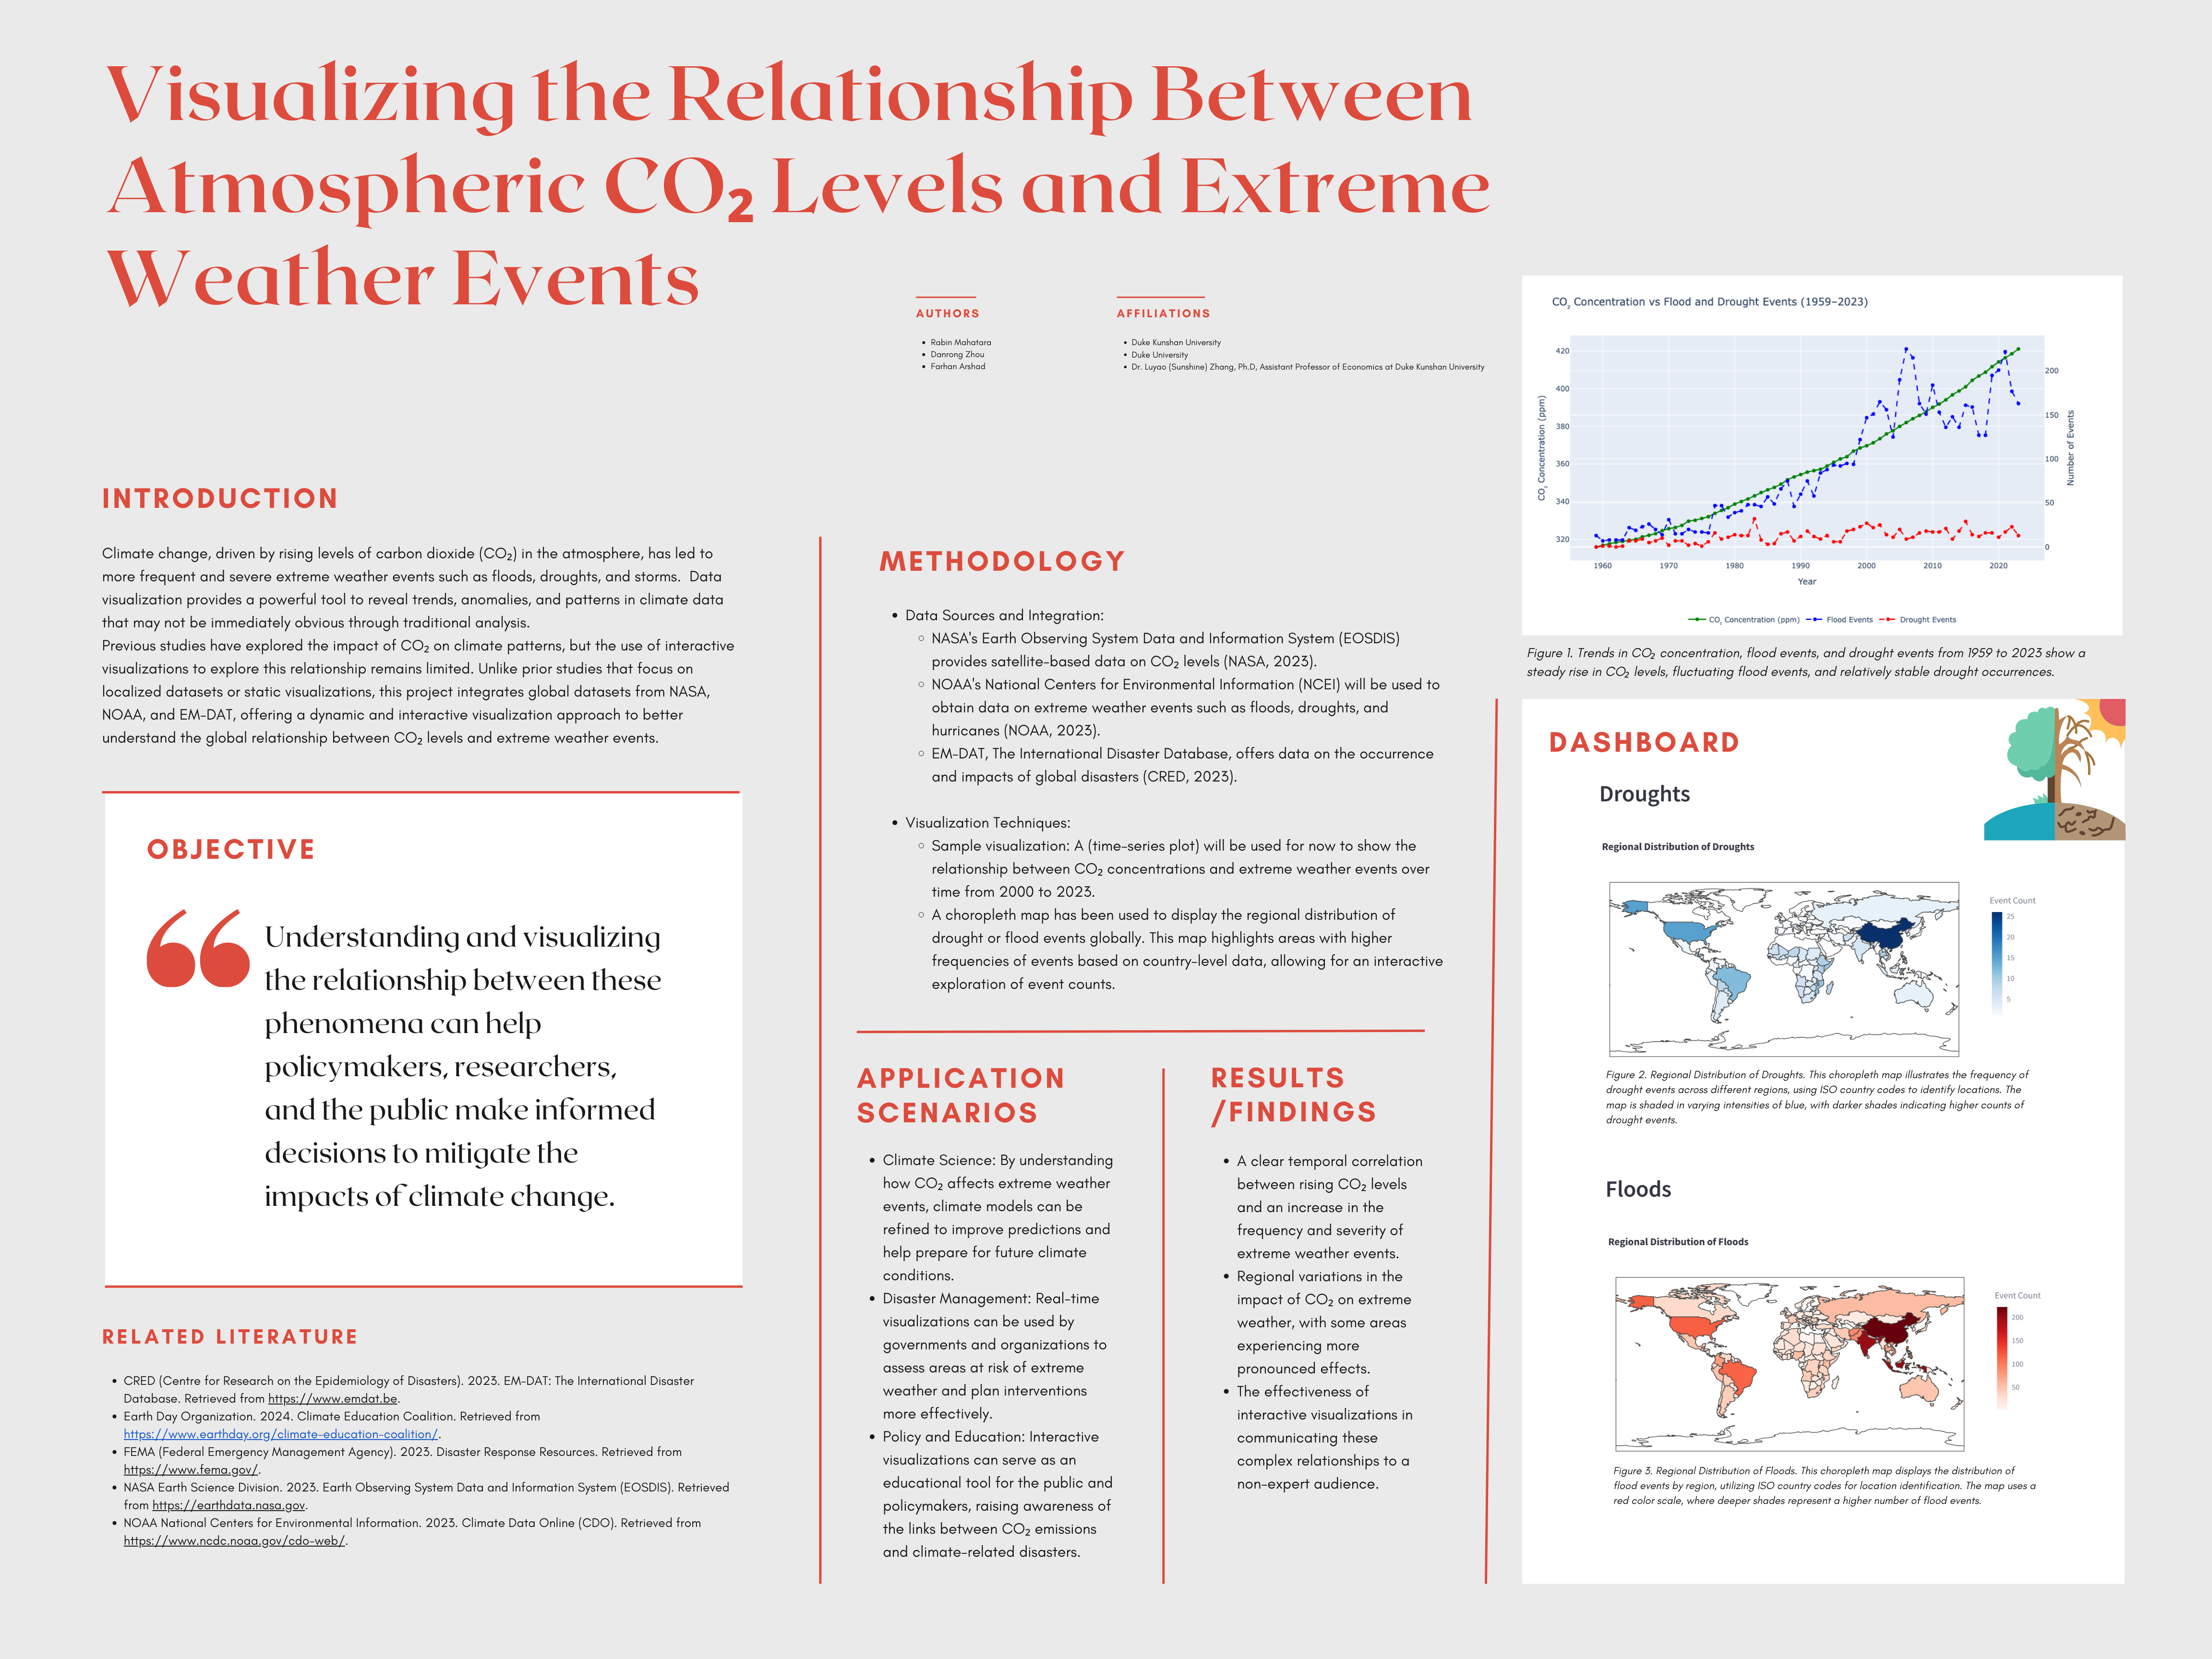 Visualizing the Relationship Between
Atmospheric CO₂ Levels and Extreme
Weather Events
AUTHORS
• Rabin Mahatara
• Danrong Zhou
• Farhan Arshad
AFFILIATIONS
• Duke Kunshan University
• Duke University
• Dr. Luyao (Sunshine) Zhang, Ph.D, Assistant Professor of Economics at Duke Kunshan University
INTRODUCTION
Climate change, driven by rising levels of carbon dioxide (CO₂) in the atmosphere, has led to
more frequent and severe extreme weather events such as floods, droughts, and storms.  Data
visualization provides a powerful tool to reveal trends, anomalies, and patterns in climate data
that may not be immediately obvious through traditional analysis.
Previous studies have explored the impact of CO₂ on climate patterns, but the use of interactive
visualizations to explore this relationship remains limited. Unlike prior studies that focus on
localized datasets or static visualizations, this project integrates global datasets from NASA,
NOAA, and EM-DAT, offering a dynamic and interactive visualization approach to better
understand the global relationship between CO₂ levels and extreme weather events.
OBJECTIVE
“
Understanding and visualizing
the relationship between these
phenomena can help
policymakers, researchers,
and the public make informed
decisions to mitigate the
impacts of climate change.
RELATED LITERATURE
• CRED (Centre for Research on the Epidemiology of Disasters). 2023. EM-DAT: The International Disaster
Database. Retrieved from https://www.emdat.be.
• Earth Day Organization. 2024. Climate Education Coalition. Retrieved from
https://www.earthday.org/climate-education-coalition/.
• FEMA (Federal Emergency Management Agency). 2023. Disaster Response Resources. Retrieved from
https://www.fema.gov/.
• NASA Earth Science Division. 2023. Earth Observing System Data and Information System (EOSDIS). Retrieved
from https://earthdata.nasa.gov.
• NOAA National Centers for Environmental Information. 2023. Climate Data Online (CDO). Retrieved from
https://www.ncdc.noaa.gov/cdo-web/.
METHODOLOGY
• Data Sources and Integration:
◦ NASA's Earth Observing System Data and Information System (EOSDIS)
provides satellite-based data on CO₂ levels (NASA, 2023).
◦ NOAA's National Centers for Environmental Information (NCEI) will be used to
obtain data on extreme weather events such as floods, droughts, and
hurricanes (NOAA, 2023).
◦ EM-DAT, The International Disaster Database, offers data on the occurrence
and impacts of global disasters (CRED, 2023).
• Visualization Techniques:
◦ Sample visualization: A (time-series plot) will be used for now to show the
relationship between CO₂ concentrations and extreme weather events over
time from 2000 to 2023.
◦ A choropleth map has been used to display the regional distribution of
drought or flood events globally. This map highlights areas with higher
frequencies of events based on country-level data, allowing for an interactive
exploration of event counts.
APPLICATION
SCENARIOS
• Climate Science: By understanding
how CO₂ affects extreme weather
events, climate models can be
refined to improve predictions and
help prepare for future climate
conditions.
• Disaster Management: Real-time
visualizations can be used by
governments and organizations to
assess areas at risk of extreme
weather and plan interventions
more effectively.
• Policy and Education: Interactive
visualizations can serve as an
educational tool for the public and
policymakers, raising awareness of
the links between CO₂ emissions
and climate-related disasters.
RESULTS
/FINDINGS
• A clear temporal correlation
between rising CO₂ levels
and an increase in the
frequency and severity of
extreme weather events.
• Regional variations in the
impact of CO₂ on extreme
weather, with some areas
experiencing more
pronounced effects.
• The effectiveness of
interactive visualizations in
communicating these
complex relationships to a
non-expert audience.
CO₂ Concentration vs Flood and Drought Events (1959–2023)
CO₂ Concentration (ppm)
420
400
380
360
340
320
200
150
100
50
0
Number of Events
1960 1970 1980 1990 2000 2010 2020
Year
CO₂ Concentration (ppm) Flood Events Drought Events
Figure 1. Trends in CO₂ concentration, flood events, and drought events from 1959 to 2023 show a
steady rise in CO₂ levels, fluctuating flood events, and relatively stable drought occurrences.
DASHBOARD
Droughts
Regional Distribution of Droughts
Event Count
25
20
15
10
5
Figure 2. Regional Distribution of Droughts. This choropleth map illustrates the frequency of
drought events across different regions, using ISO country codes to identify locations. The
map is shaded in varying intensities of blue, with darker shades indicating higher counts of
drought events.
Floods
Regional Distribution of Floods
Event Count
200
150
100
50
Figure 3. Regional Distribution of Floods. This choropleth map displays the distribution of
flood events by region, utilizing ISO country codes for location identification. The map uses a
red color scale, where deeper shades represent a higher number of flood events.